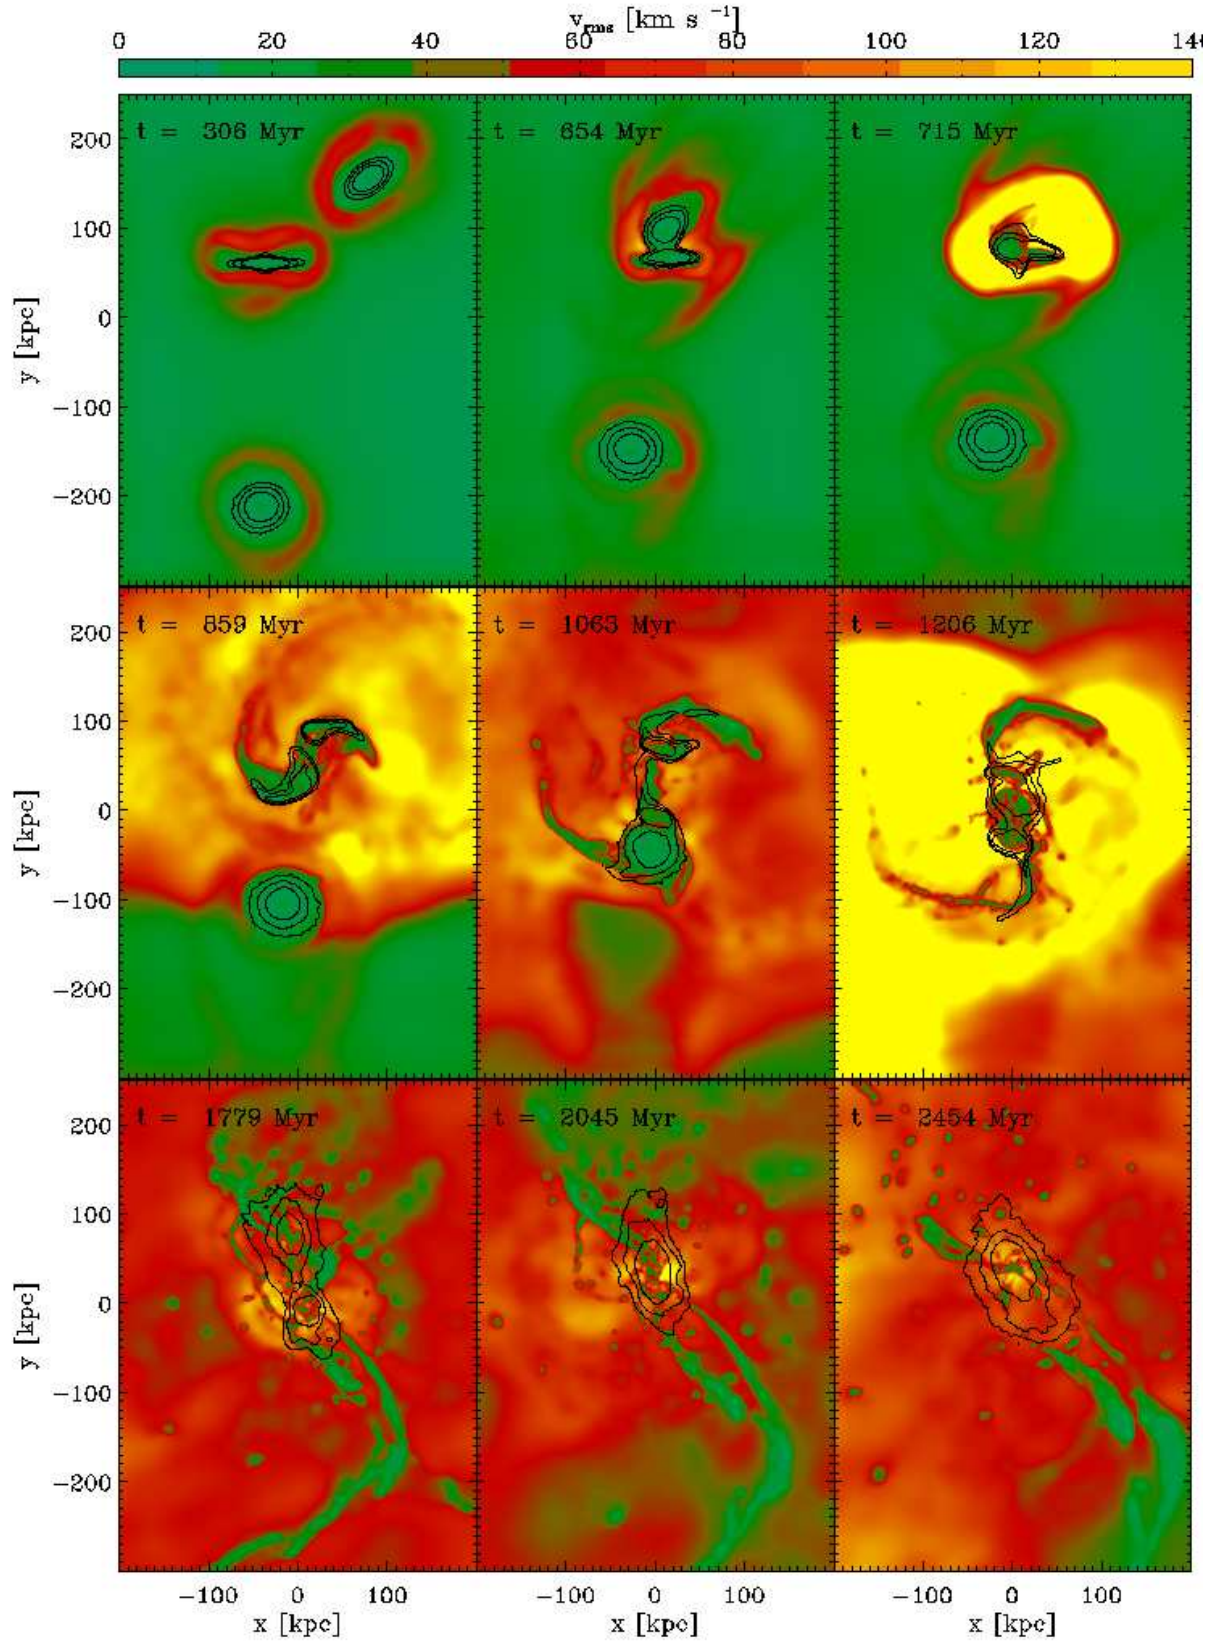 v_rms [km s ⁻¹]
0 20 40 60 80 100 120 140
t = 306 Myr t = 654 Myr t = 715 Myr
200
100
0
−100
−200
y [kpc]
t = 859 Myr t = 1063 Myr t = 1206 Myr
200
100
0
−100
−200
y [kpc]
t = 1779 Myr t = 2045 Myr t = 2454 Myr
200
100
0
−100
−200
y [kpc]
−100 0 100 −100 0 100 −100 0 100
x [kpc] x [kpc] x [kpc]